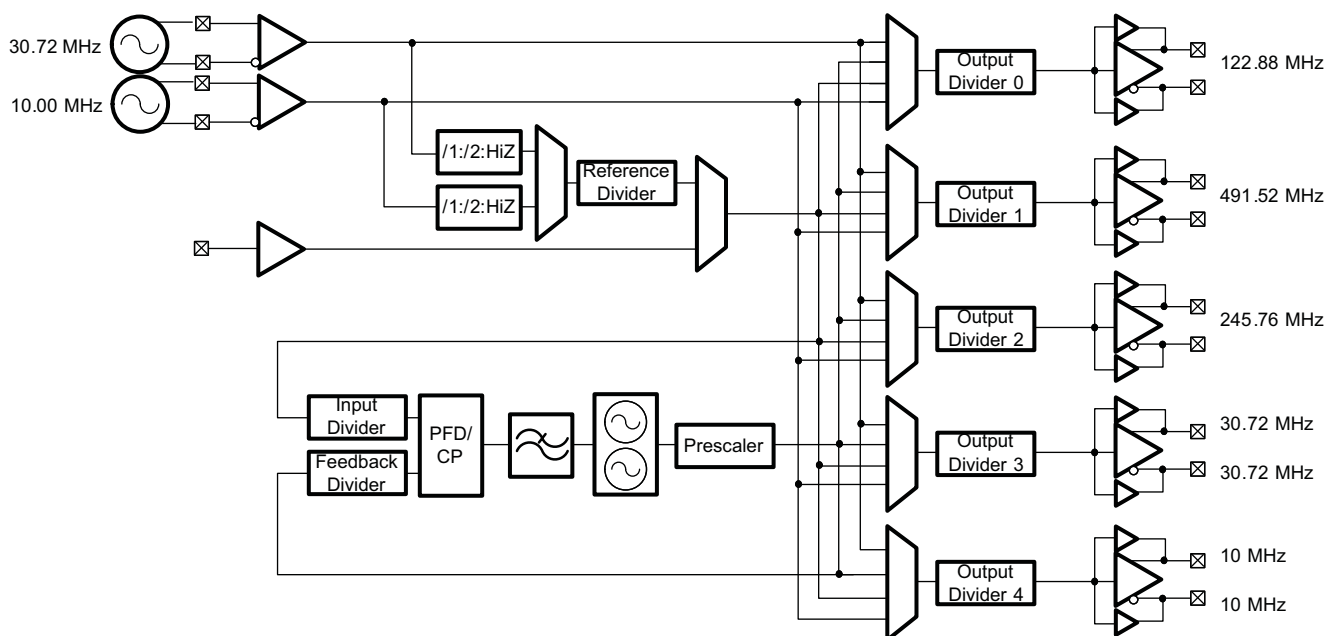 30.72 MHz
10.00 MHz
/1:/2:HiZ
/1:/2:HiZ
Reference
Divider
Input
Divider
Feedback
Divider
PFD/
CP
Prescaler
Output
Divider 0
122.88 MHz
Output
Divider 1
491.52 MHz
Output
Divider 2
245.76 MHz
Output
Divider 3
30.72 MHz
30.72 MHz
Output
Divider 4
10 MHz
10 MHz